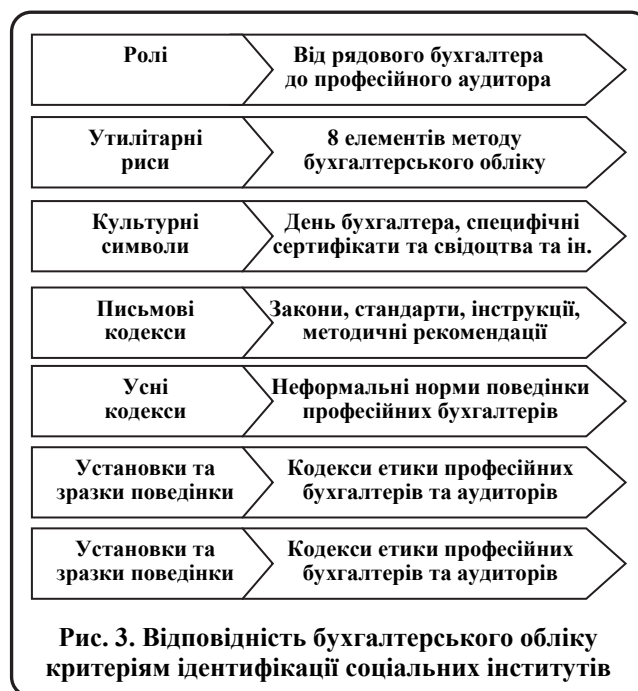 Ролі
Від рядового бухгалтера
до професійного аудитора
Утилітарні
риси
8 елементів методу
бухгалтерського обліку
Культурні
символи
День бухгалтера, специфічні
сертифікати та свідоцтва та ін.
Письмові
кодекси
Закони, стандарти, інструкції,
методичні рекомендації
Усні
кодекси
Неформальні норми поведінки
професійних бухгалтерів
Установки та
зразки поведінки
Кодекси етики професійних
бухгалтерів та аудиторів
Установки та
зразки поведінки
Кодекси етики професійних
бухгалтерів та аудиторів
Рис. 3. Відповідність бухгалтерського обліку
критеріям ідентифікації соціальних інститутів